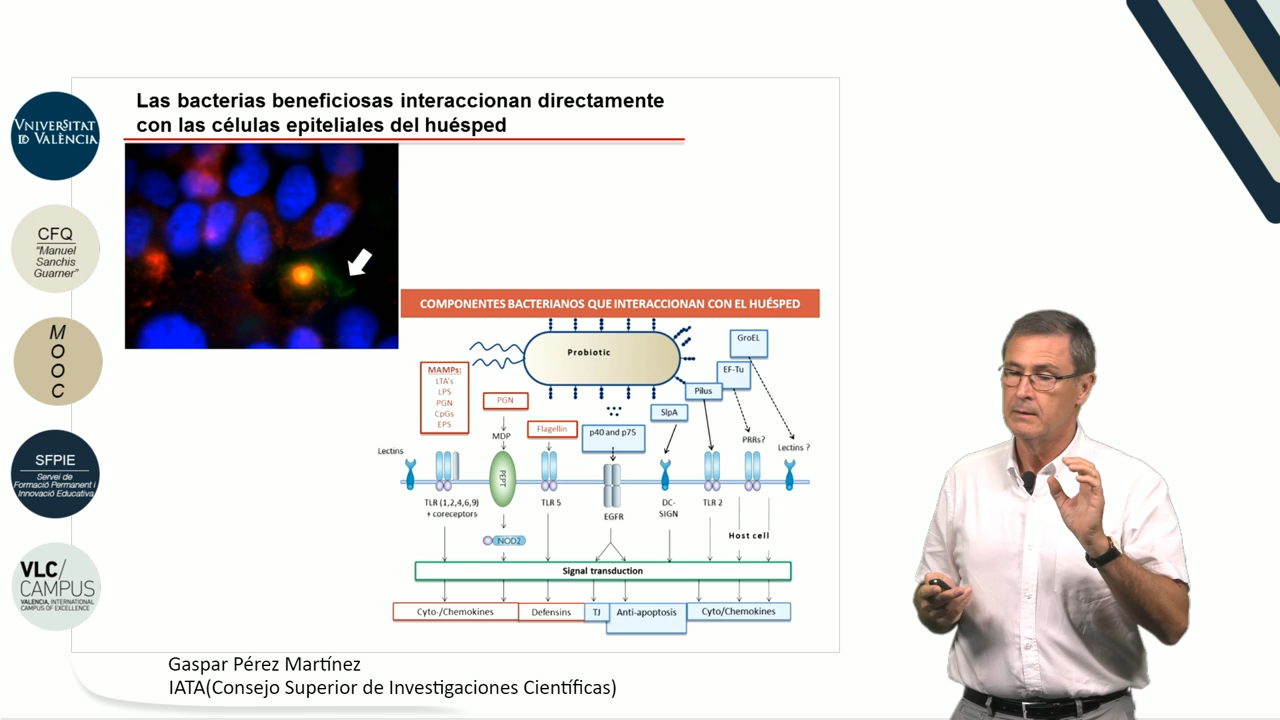 Las bacterias beneficiosas interaccionan directamente
con las células epiteliales del huésped
VNIVERSITAT
ID VALÈNCIA
CFQ
"Manuel
Sanchis
Guarner"
M
O
O
C
SFPIE
Servei de
Formació Permanent i
Innovació Educativa
VLC/
CAMPUS
VALENCIA, INTERNATIONAL
CAMPUS OF EXCELLENCE
COMPONENTES BACTERIANOS QUE INTERACCIONAN CON EL HUÉSPED
Probiotic
GroEL
EF-Tu
Pilus
SlpA
MAMPs:
LTA's
LPS
PGN
CpGs
EPS
PGN
MDP
Flagellin
p40 and p75
PRRs?
Lectins ?
Lectins
PEPT
TLR (1,2,4,6,9)
+ coreceptors
TLR 5
EGFR
DC-
SIGN
TLR 2
NOD2
Host cell
Signal transduction
Cyto-/Chemokines
Defensins
TJ
Anti-apoptosis
Cyto/Chemokines
Gaspar Pérez Martínez
IATA(Consejo Superior de Investigaciones Científicas)